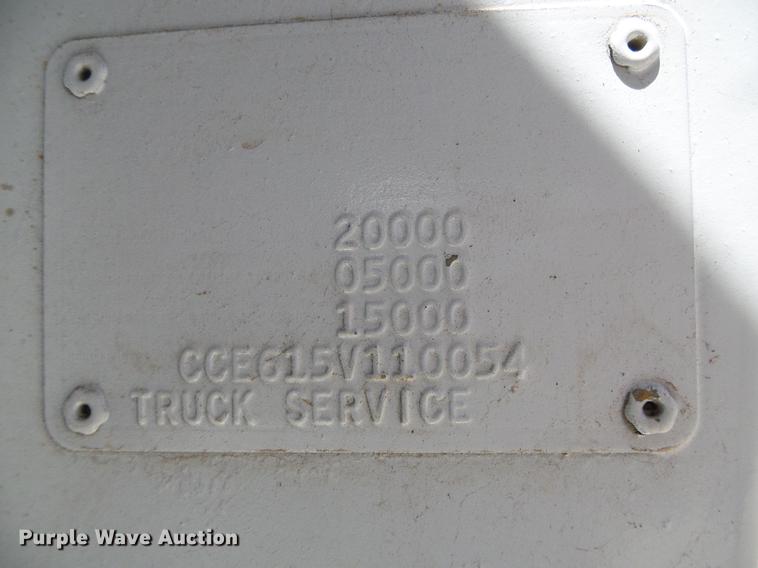 20000
05000
15000
CCE615V110054
TRUCK SERVICE
Purple Wave Auction